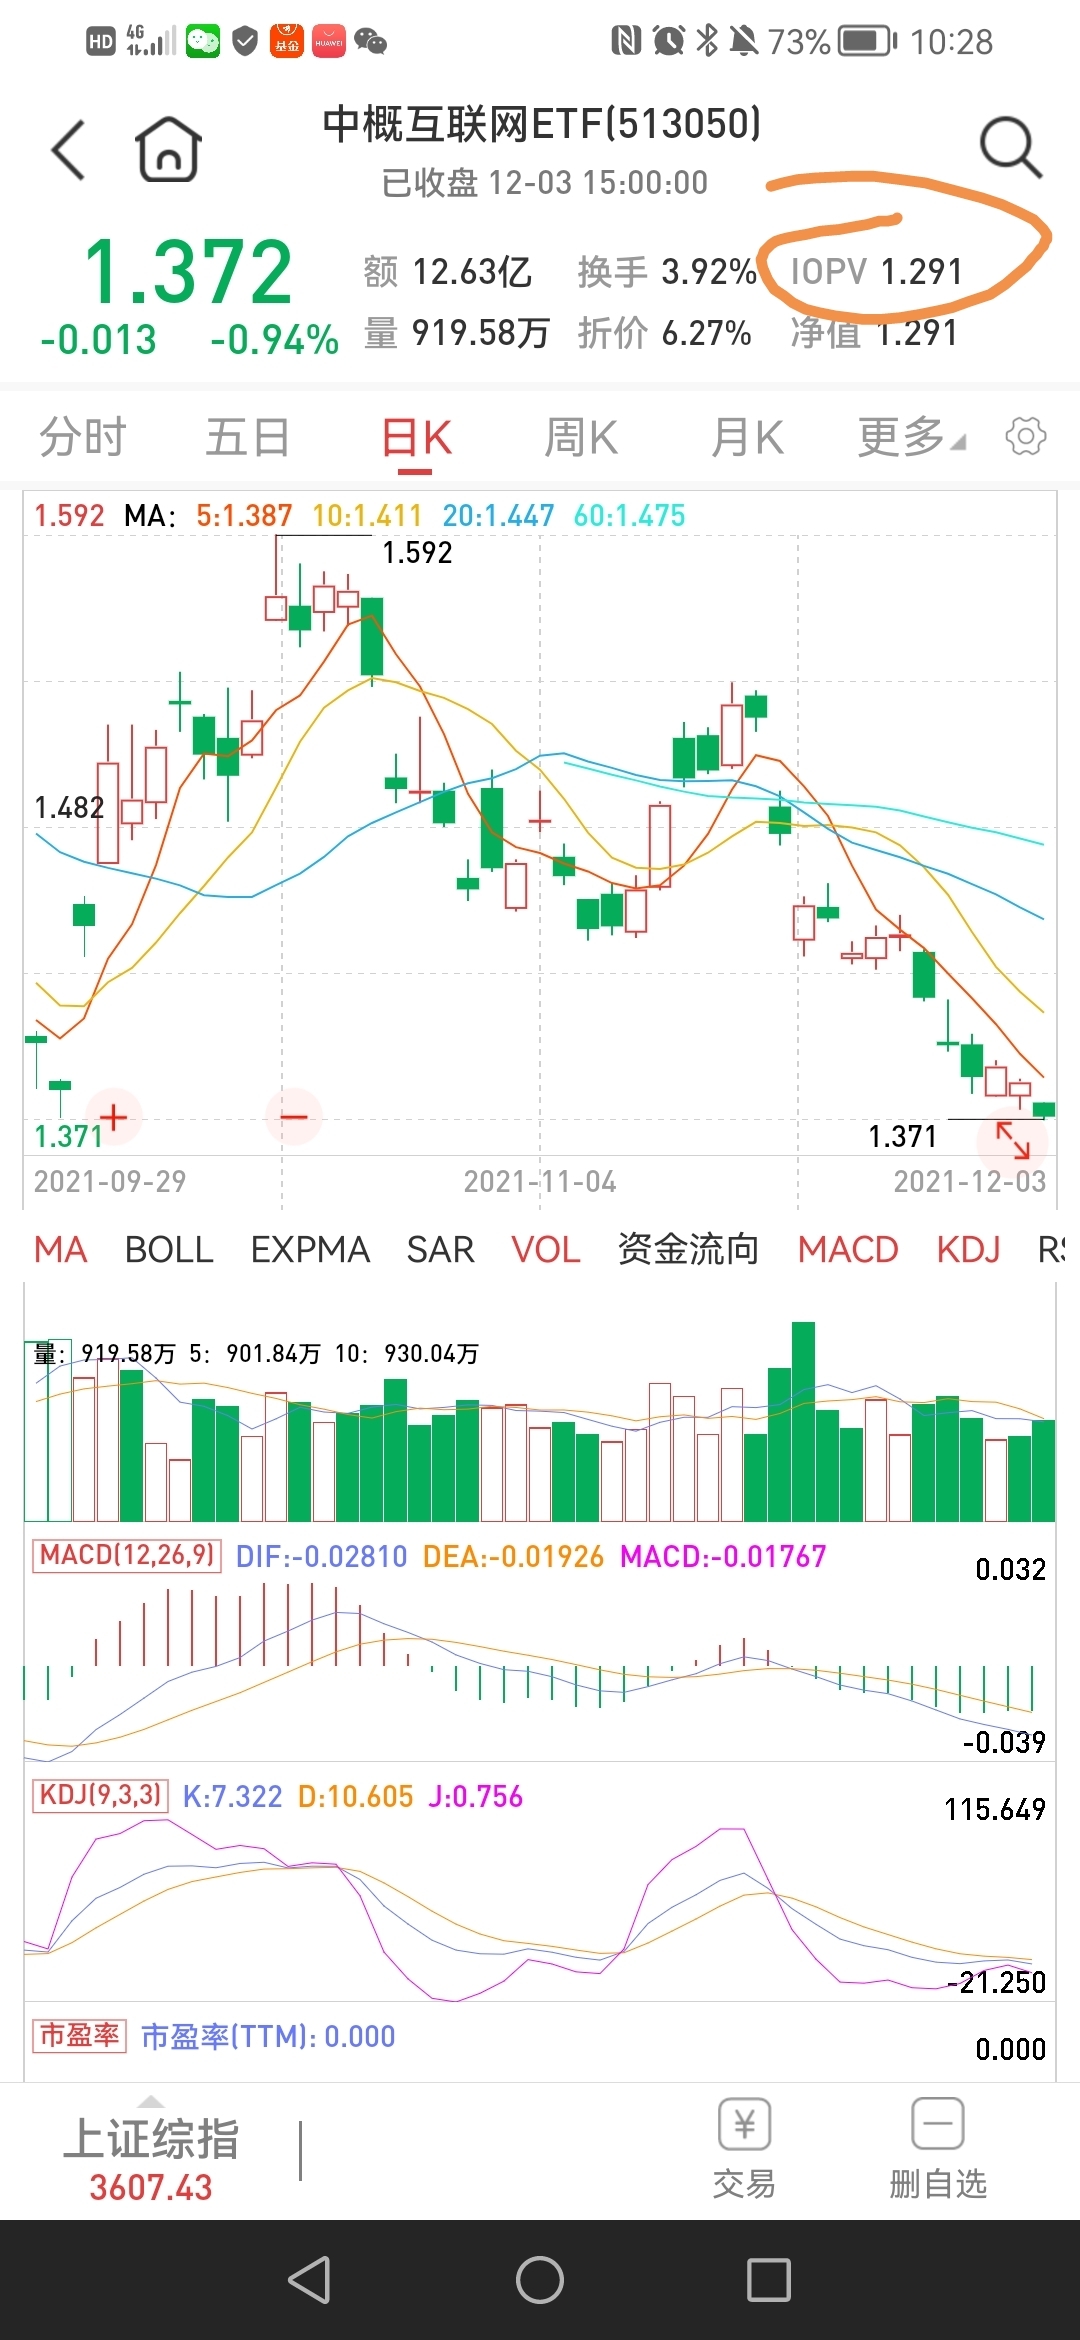 HD 4G 基金 HUAWEI 73% 10:28
中概互联网ETF(513050)
已收盘 12-03 15:00:00
1.372
-0.013 -0.94%
额 12.63亿 换手 3.92% IOPV 1.291
量 919.58万 折价 6.27% 净值 1.291
分时 五日 日K 周K 月K 更多
1.592 MA: 5:1.387 10:1.411 20:1.447 60:1.475
1.592
1.482
1.371 + −
1.371
2021-09-29 2021-11-04 2021-12-03
MA BOLL EXPMA SAR VOL 资金流向 MACD KDJ RS
量: 919.58万 5: 901.84万 10: 930.04万
MACD(12,26,9) DIF:-0.02810 DEA:-0.01926 MACD:-0.01767 0.032
-0.039
KDJ(9,3,3) K:7.322 D:10.605 J:0.756 115.649
-21.250
市盈率 市盈率(TTM): 0.000 0.000
上证综指
3607.43
¥
交易 删自选